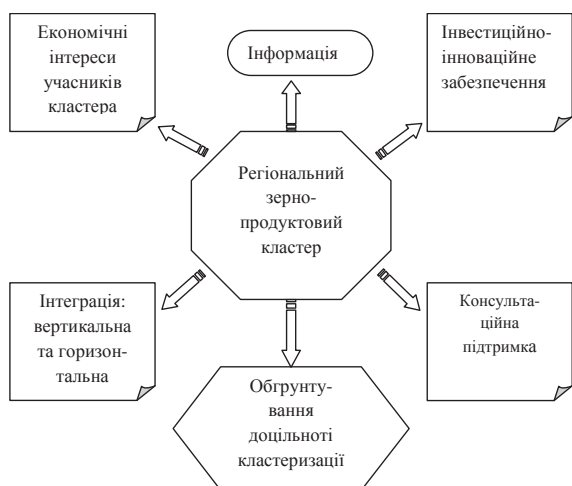 Економічні
інтереси
учасників
кластера
Інформація
Інвестиційно-
інноваційне
забезпечення
Регіональний
зерно-
продуктовий
кластер
Інтеграція:
вертикальна
та горизон-
тальна
Консульта-
ційна
підтримка
Обгрунту-
вання
доцільноті
кластеризації